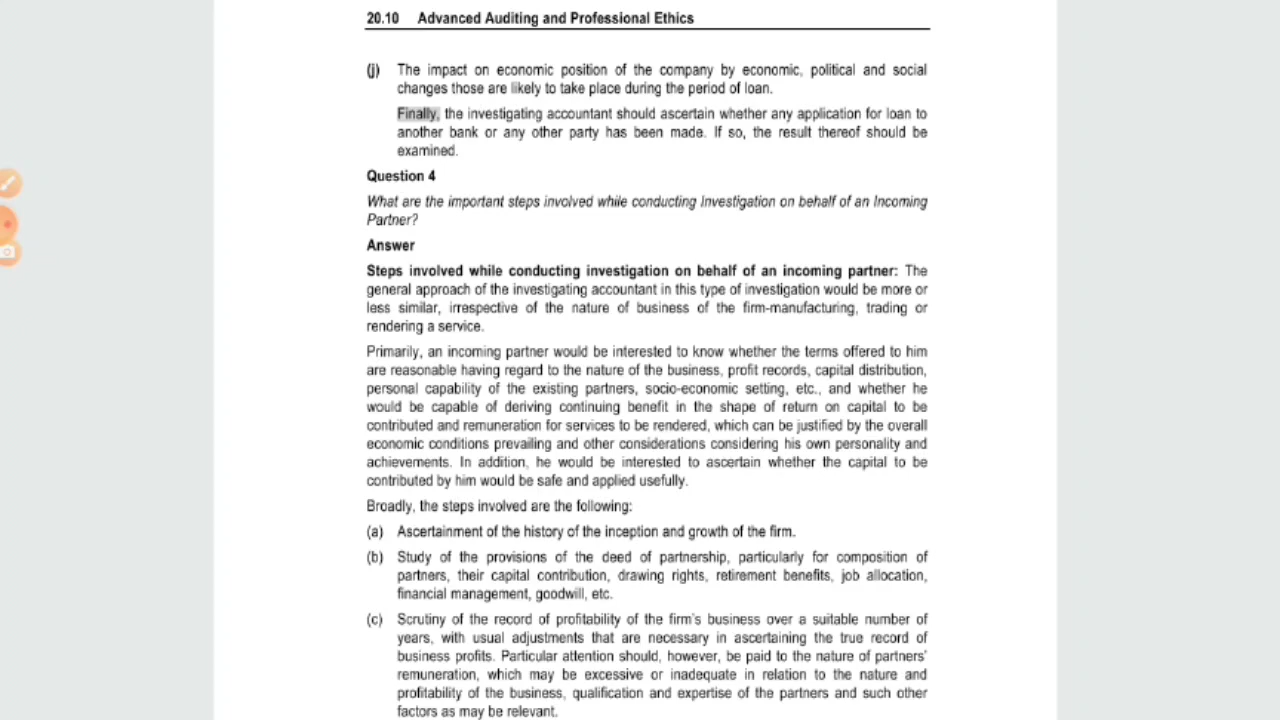 20.10 Advanced Auditing and Professional Ethics
(j) The impact on economic position of the company by economic, political and social
changes those are likely to take place during the period of loan.
Finally, the investigating accountant should ascertain whether any application for loan to
another bank or any other party has been made. If so, the result thereof should be
examined.
Question 4
What are the important steps involved while conducting Investigation on behalf of an Incoming
Partner?
Answer
Steps involved while conducting investigation on behalf of an incoming partner: The
general approach of the investigating accountant in this type of investigation would be more or
less similar, irrespective of the nature of business of the firm-manufacturing, trading or
rendering a service.
Primarily, an incoming partner would be interested to know whether the terms offered to him
are reasonable having regard to the nature of the business, profit records, capital distribution,
personal capability of the existing partners, socio-economic setting, etc., and whether he
would be capable of deriving continuing benefit in the shape of return on capital to be
contributed and remuneration for services to be rendered, which can be justified by the overall
economic conditions prevailing and other considerations considering his own personality and
achievements. In addition, he would be interested to ascertain whether the capital to be
contributed by him would be safe and applied usefully.
Broadly, the steps involved are the following:
(a) Ascertainment of the history of the inception and growth of the firm.
(b) Study of the provisions of the deed of partnership, particularly for composition of
partners, their capital contribution, drawing rights, retirement benefits, job allocation,
financial management, goodwill, etc.
(c) Scrutiny of the record of profitability of the firm's business over a suitable number of
years, with usual adjustments that are necessary in ascertaining the true record of
business profits. Particular attention should, however, be paid to the nature of partners'
remuneration, which may be excessive or inadequate in relation to the nature and
profitability of the business, qualification and expertise of the partners and such other
factors as may be relevant.